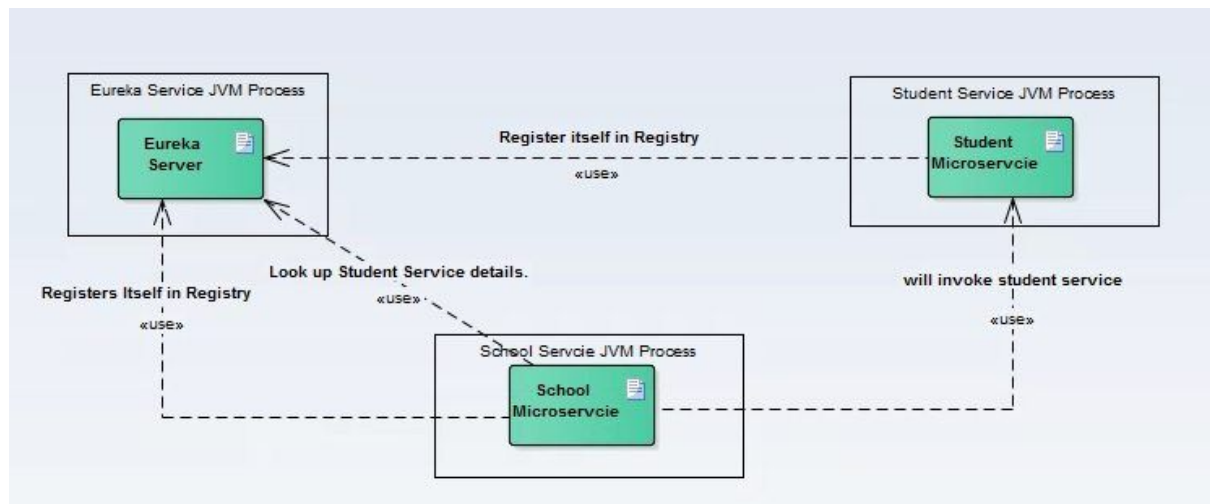 Eureka Service JVM Process
Eureka
Server
Student Service JVM Process
Student
Microservcie
Register itself in Registry
«use»
Look up Student Service details.
«use»
Registers Itself in Registry
«use»
will invoke student service
«use»
School Servcie JVM Process
School
Microservcie